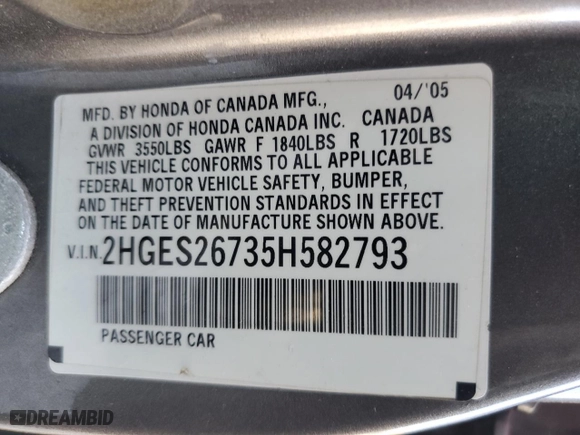 MFD. BY HONDA OF CANADA MFG., 04/'05
A DIVISION OF HONDA CANADA INC. CANADA
GVWR 3550LBS GAWR F 1840LBS R 1720LBS
THIS VEHICLE CONFORMS TO ALL APPLICABLE
FEDERAL MOTOR VEHICLE SAFETY, BUMPER,
AND THEFT PREVENTION STANDARDS IN EFFECT
ON THE DATE OF MANUFACTURE SHOWN ABOVE.
V.I.N. 2HGES26735H582793
PASSENGER CAR
DREAMBID